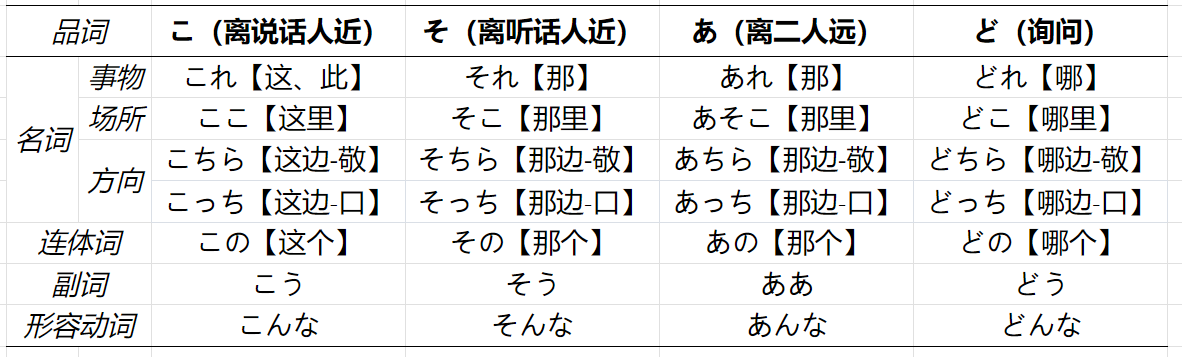 品词 こ（离说话人近） そ（离听话人近） あ（离二人远） ど（询问）
名词 事物 これ【这、此】 それ【那】 あれ【那】 どれ【哪】
场所 ここ【这里】 そこ【那里】 あそこ【那里】 どこ【哪里】
方向 こちら【这边-敬】 そちら【那边-敬】 あちら【那边-敬】 どちら【哪边-敬】
こっち【这边-口】 そっち【那边-口】 あっち【那边-口】 どっち【哪边-口】
连体词 この【这个】 その【那个】 あの【那个】 どの【哪个】
副词 こう そう ああ どう
形容动词 こんな そんな あんな どんな